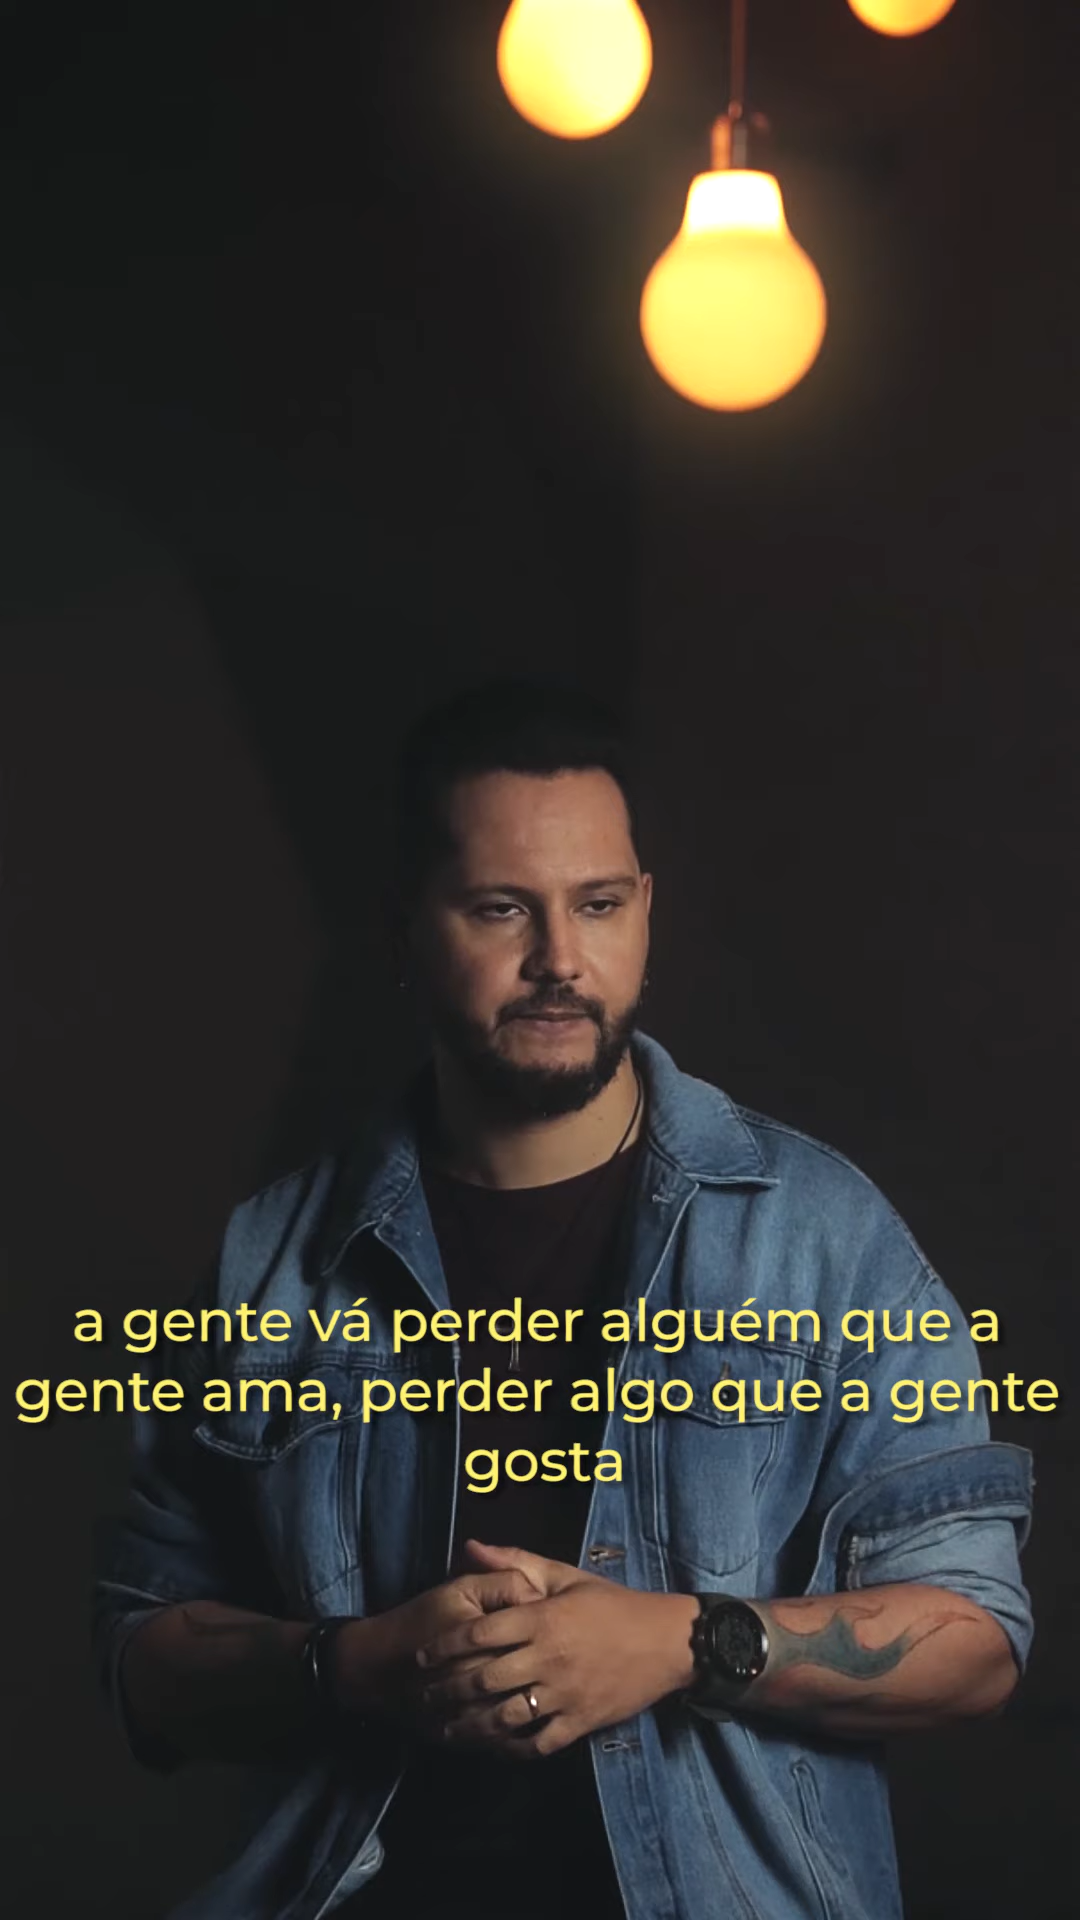 a gente vá perder alguém que a
gente ama, perder algo que a gente
gosta